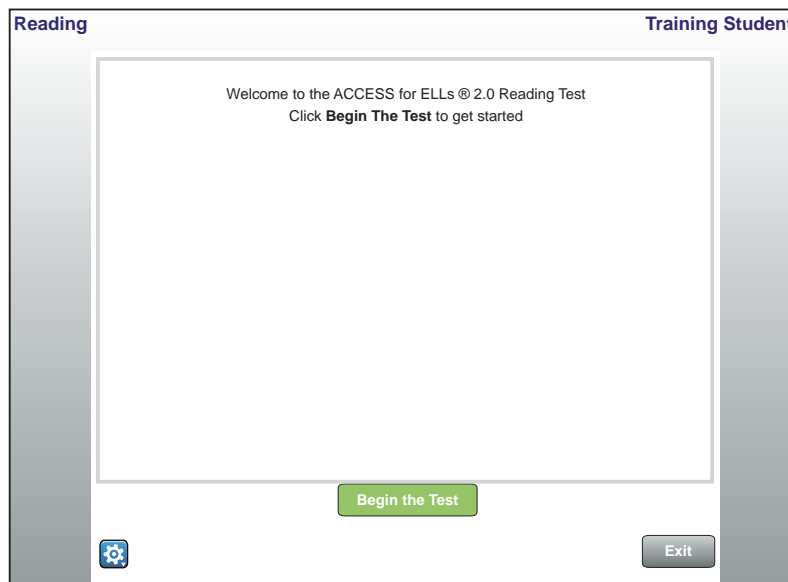 Reading
Training Student
Welcome to the ACCESS for ELLs ® 2.0 Reading Test
Click Begin The Test to get started
Begin the Test
Exit